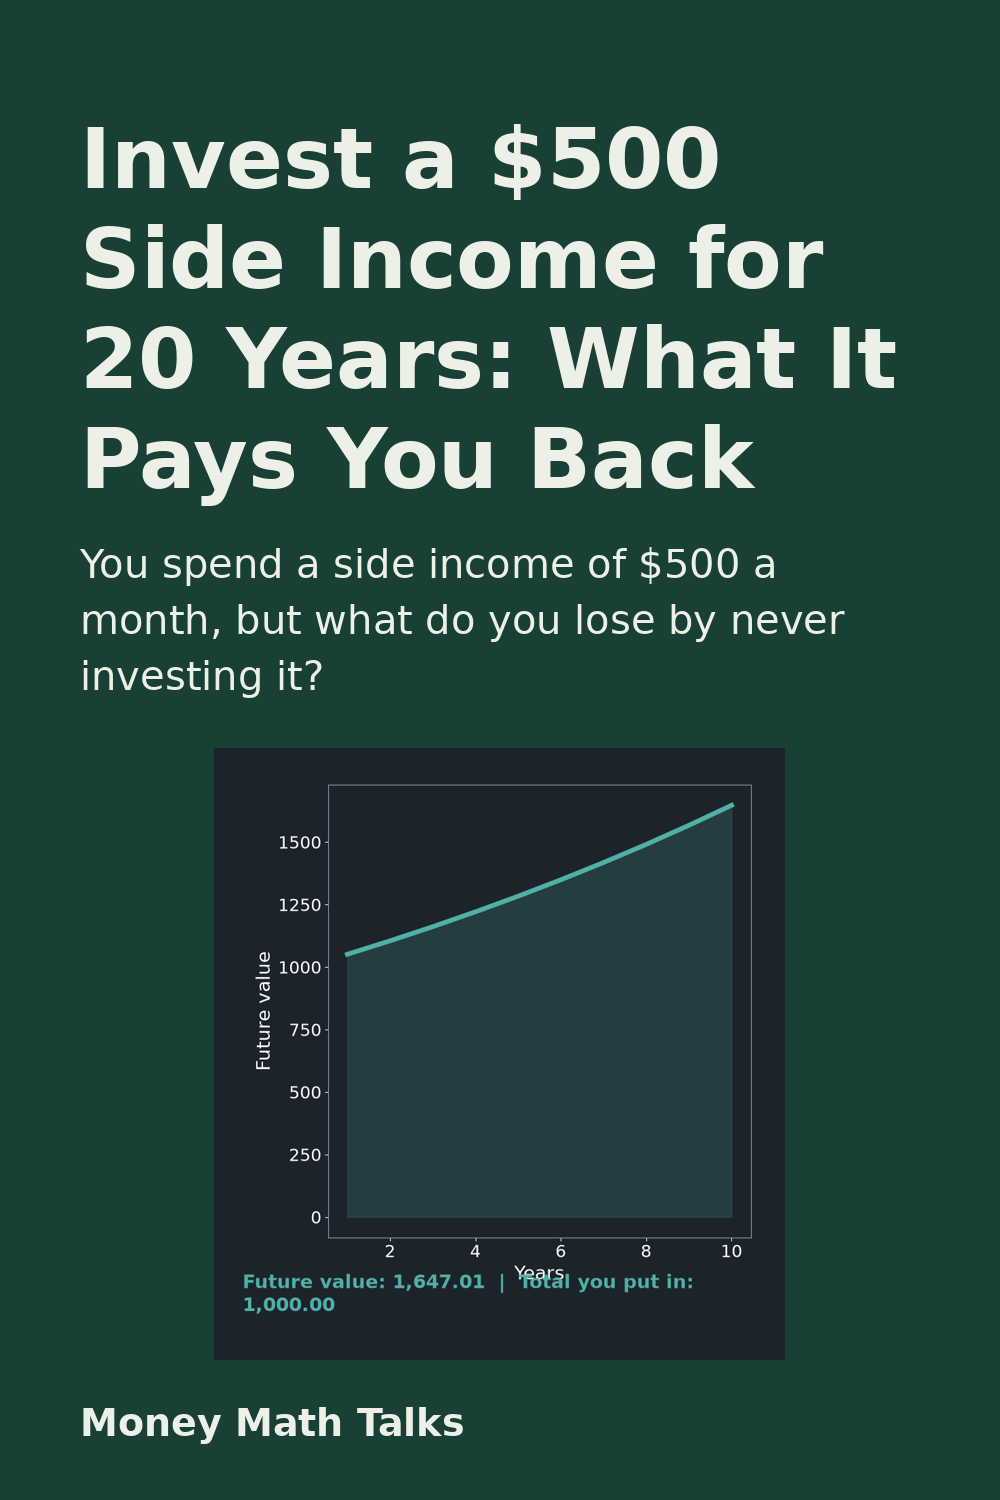 Invest a $500
Side Income for
20 Years: What It
Pays You Back
You spend a side income of $500 a
month, but what do you lose by never
investing it?
Future value
1500
1250
1000
750
500
250
0
2 4 6 8 10
Years
Future value: 1,647.01 | Total you put in:
1,000.00
Money Math Talks